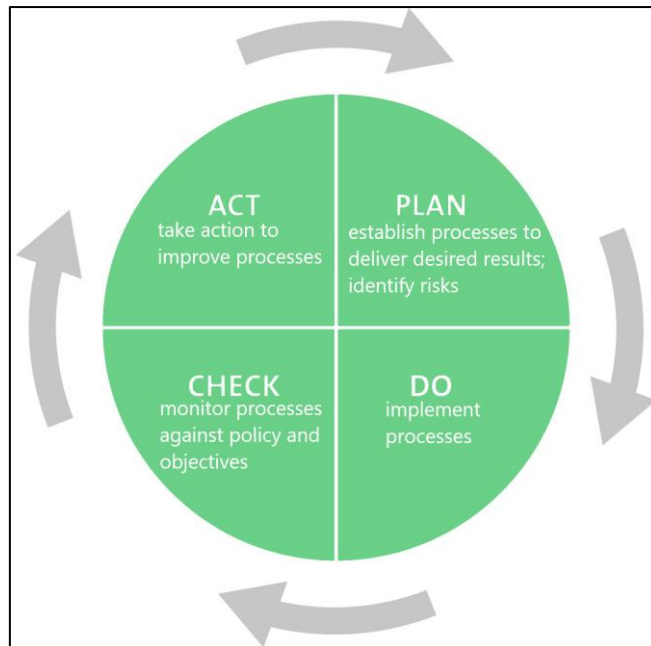 ACT
take action to
improve processes
PLAN
establish processes to
deliver desired results;
identify risks
CHECK
monitor processes
against policy and
objectives
DO
implement
processes